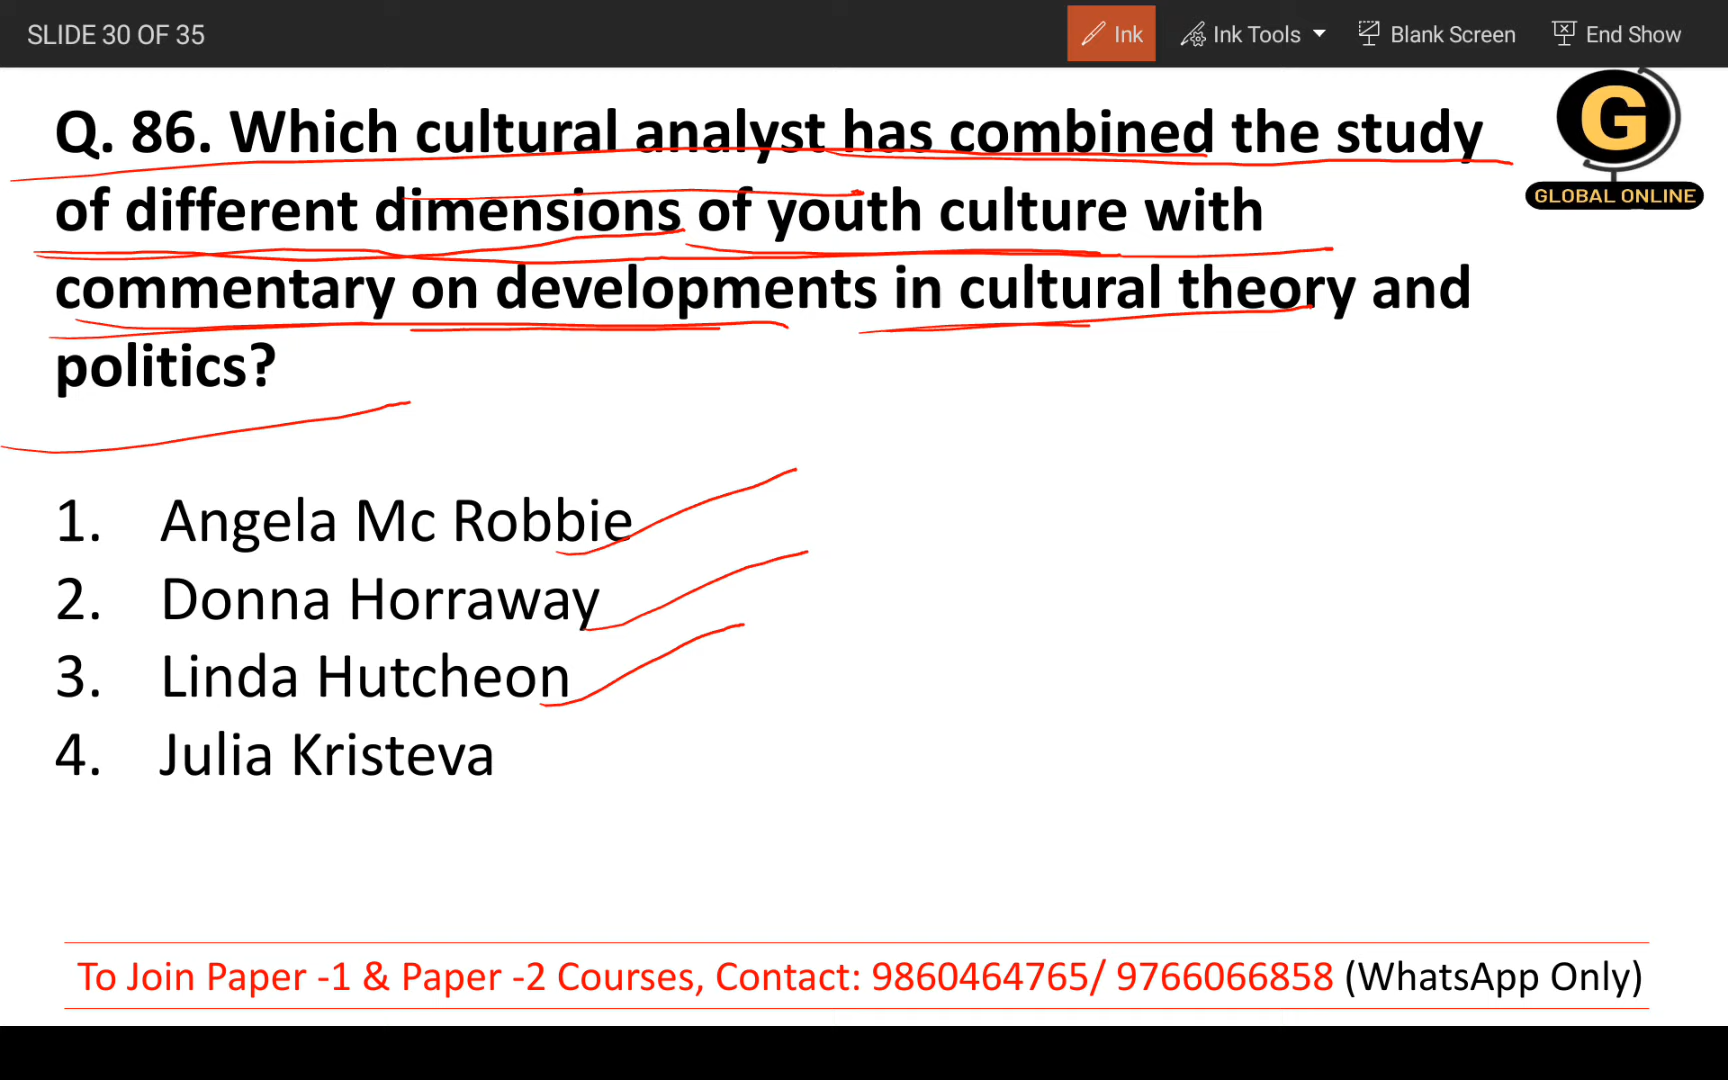 SLIDE 30 OF 35
Ink
Ink Tools
Blank Screen
End Show
G
GLOBAL ONLINE
Q. 86. Which cultural analyst has combined the study
of different dimensions of youth culture with
commentary on developments in cultural theory and
politics?
1. Angela Mc Robbie
2. Donna Horraway
3. Linda Hutcheon
4. Julia Kristeva
To Join Paper -1 & Paper -2 Courses, Contact: 9860464765/ 9766066858 (WhatsApp Only)